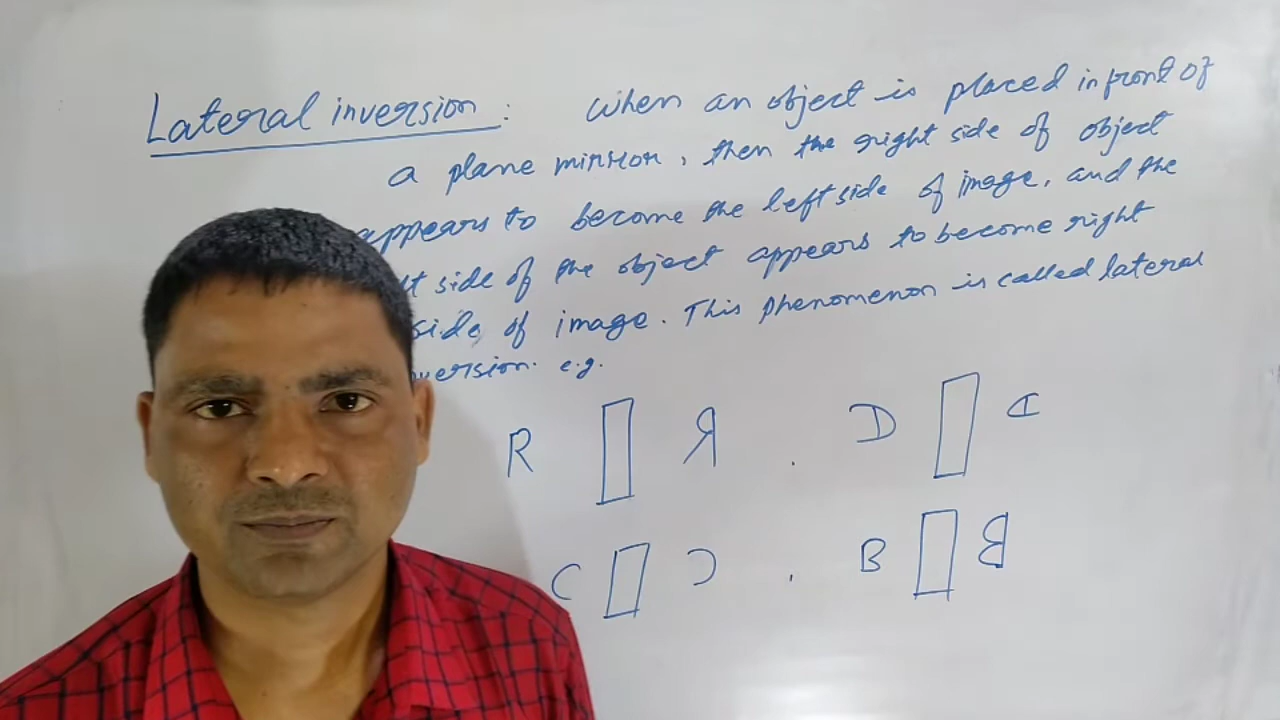 Lateral inversion : When an object is placed in front of
a plane mirror, then the right side of object
appears to become the left side of image, and the
side of the object appears to become right
side of image. This phenomenon is called lateral
e.g.
R Я . D ᗡ
C Ɔ . B ᗺ